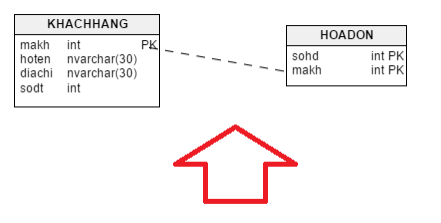 KHACHHANG
makh int PK
hoten nvarchar(30)
diachi nvarchar(30)
sodt int
HOADON
sohd int PK
makh int PK